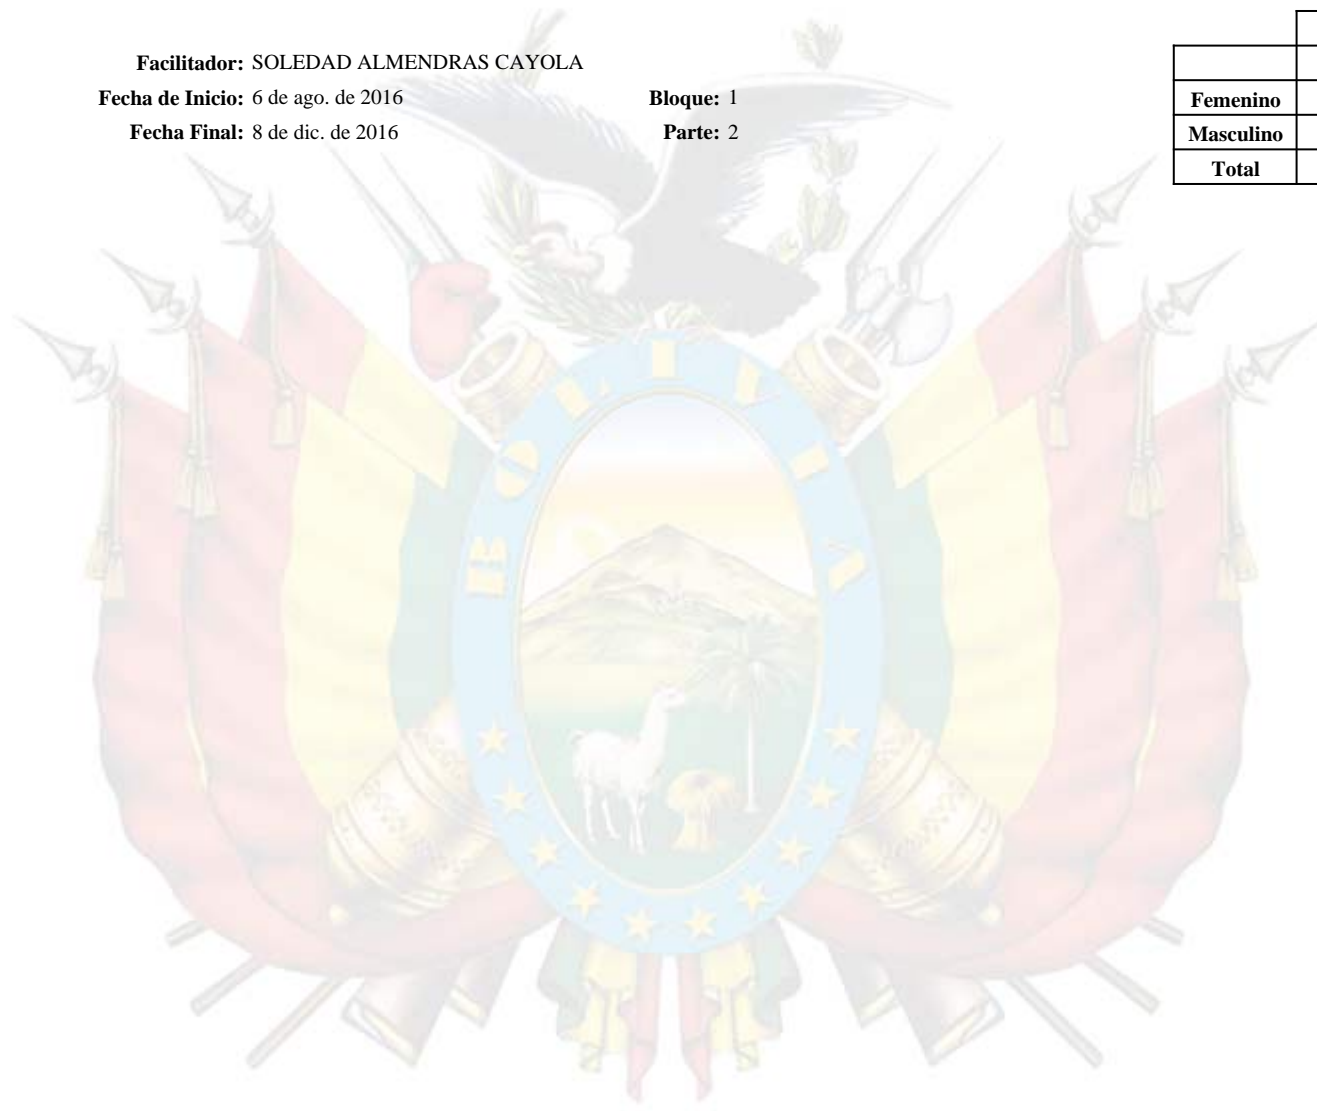 Facilitador: SOLEDAD ALMENDRAS CAYOLA
Fecha de Inicio: 6 de ago. de 2016 Bloque: 1
Fecha Final: 8 de dic. de 2016 Parte: 2
Femenino
Masculino
Total
BOLIVIA